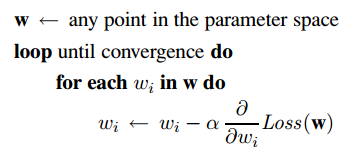 w ← any point in the parameter space
loop until convergence do
for each wᵢ in w do
wᵢ ← wᵢ − α ∂/∂wᵢ Loss(w)